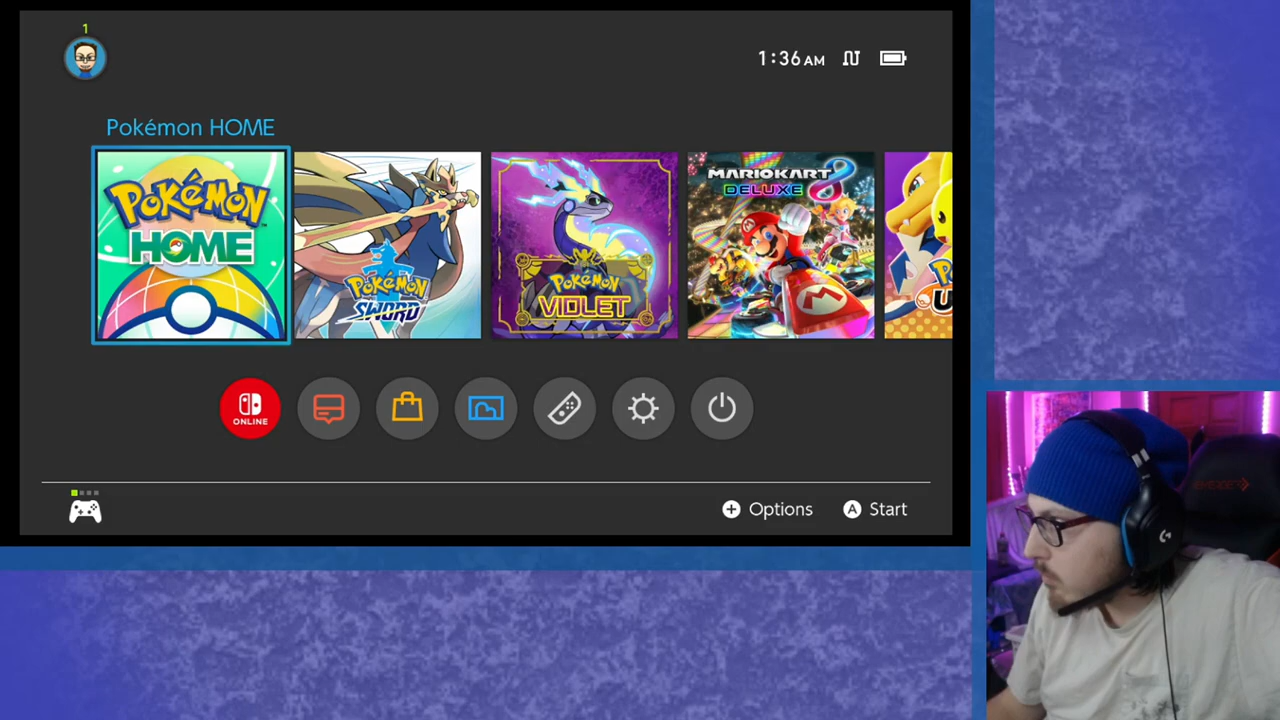 1
1:36 AM
Pokémon HOME
POKÉMON
HOME
POKÉMON
SWORD
POKÉMON
VIOLET
MARIOKART 8
DELUXE
ONLINE
Options
A Start
G